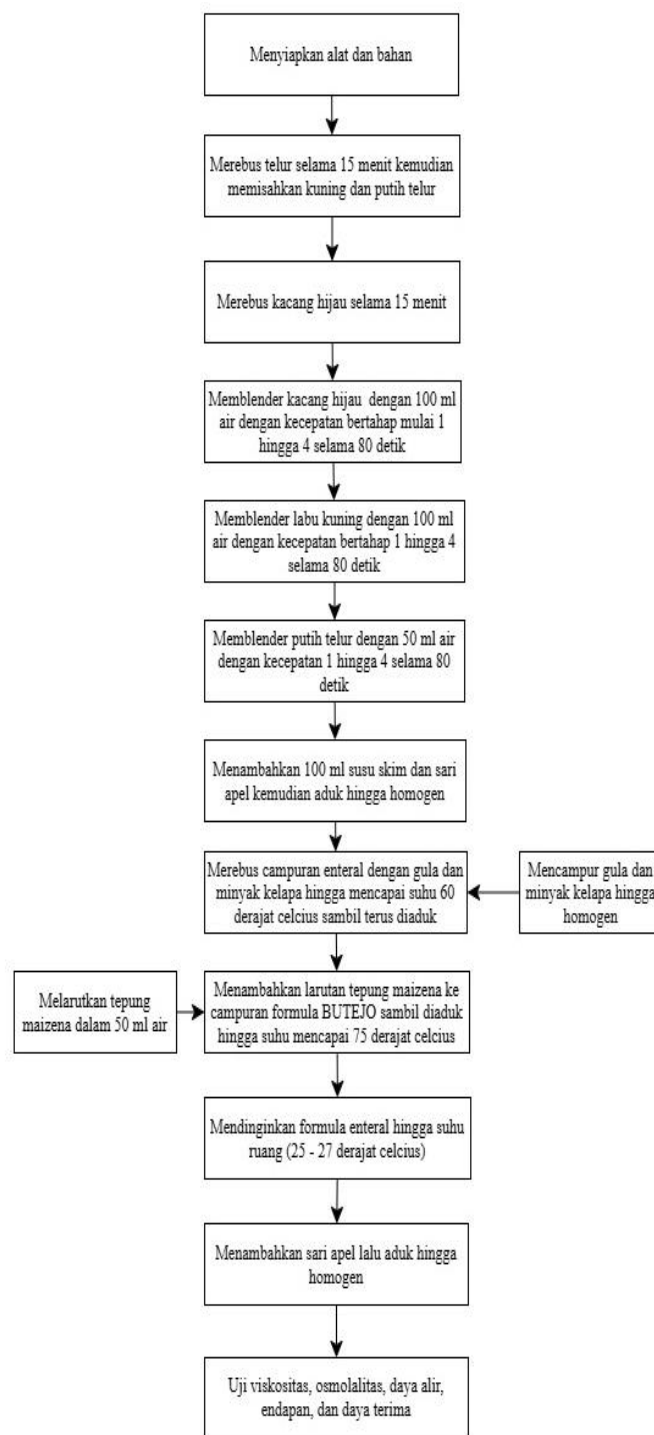 Menyiapkan alat dan bahan
Merebus telur selama 15 menit kemudian
memisahkan kuning dan putih telur
Merebus kacang hijau selama 15 menit
Memblender kacang hijau dengan 100 ml
air dengan kecepatan bertahap mulai 1
hingga 4 selama 80 detik
Memblender labu kuning dengan 100 ml
air dengan kecepatan bertahap 1 hingga 4
selama 80 detik
Memblender putih telur dengan 50 ml air
dengan kecepatan 1 hingga 4 selama 80
detik
Menambahkan 100 ml susu skim dan sari
apel kemudian aduk hingga homogen
Merebus campuran enteral dengan gula dan
minyak kelapa hingga mencapai suhu 60
derajat celcius sambil terus diaduk
Mencampur gula dan
minyak kelapa hingga
homogen
Melarutkan tepung
maizena dalam 50 ml air
Menambahkan larutan tepung maizena ke
campuran formula BUTEJO sambil diaduk
hingga suhu mencapai 75 derajat celcius
Mendinginkan formula enteral hingga suhu
ruang (25 - 27 derajat celcius)
Menambahkan sari apel lalu aduk hingga
homogen
Uji viskositas, osmolalitas, daya alir,
endapan, dan daya terima